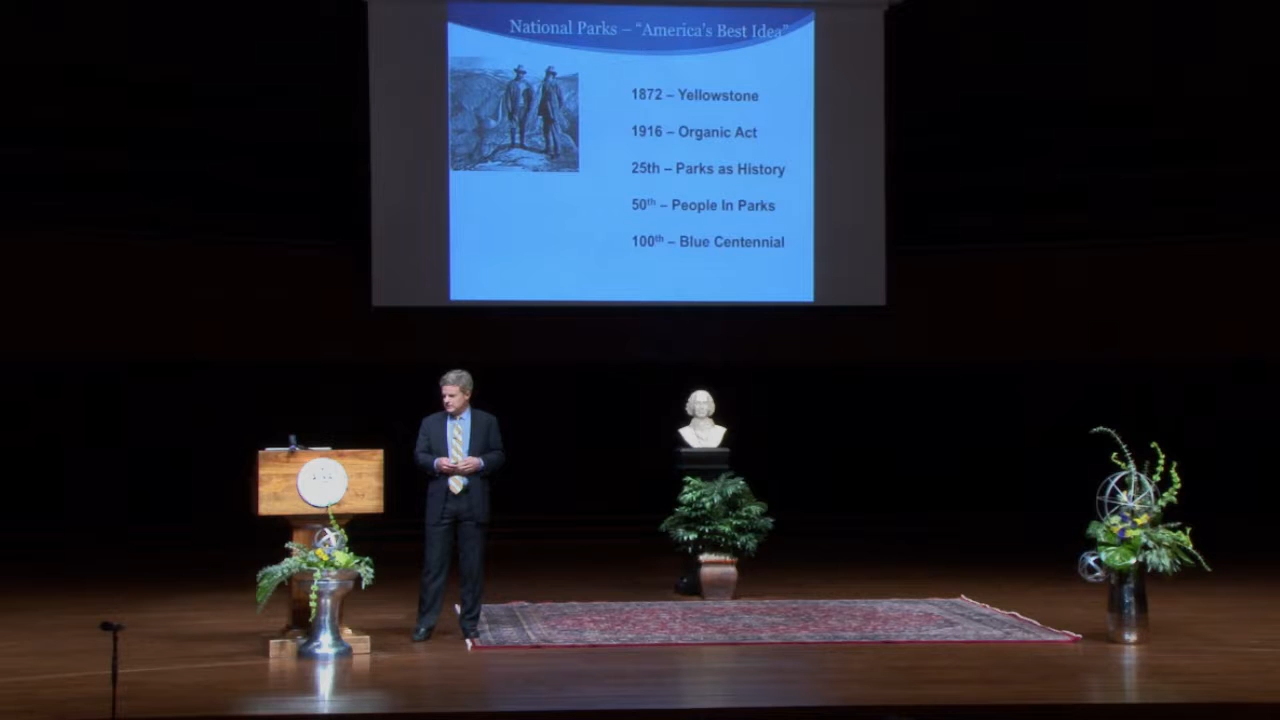 National Parks – “America’s Best Idea”
1872 – Yellowstone
1916 – Organic Act
25th – Parks as History
50th – People In Parks
100th – Blue Centennial